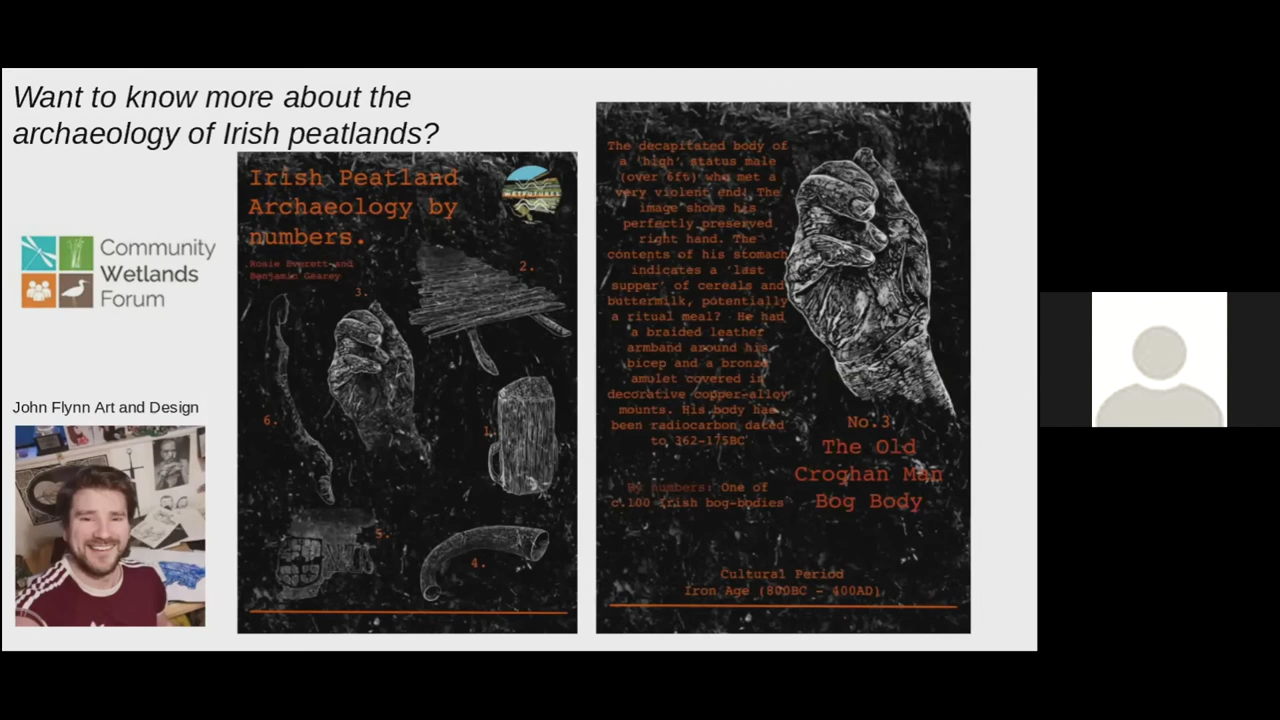 Want to know more about the
archaeology of Irish peatlands?
Community
Wetlands
Forum
John Flynn Art and Design
Irish Peatland
Archaeology by
numbers.
WETFUTURES
Rosie Everett and
Benjamin Gearey
2.
3.
6.
1.
5.
4.
The decapitated body of
a 'high' status male
(over 6ft) who met a
very violent end! The
image shows his
perfectly preserved
right hand. The
contents of his stomach
indicates a 'last
supper' of cereals and
buttermilk, potentially
a ritual meal? He had
a braided leather
armband around his
bicep and a bronze
amulet covered in
decorative copper-alloy
mounts. His body has
been radiocarbon dated
to 362-175BC
By numbers: One of
c.100 Irish bog-bodies
No.3
The Old
Croghan Man
Bog Body
Cultural Period
Iron Age (800BC - 400AD)